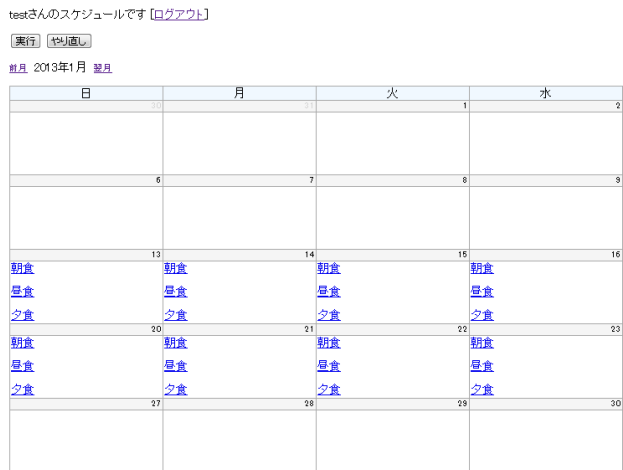 testさんのスケジュールです [ログアウト]
実行 やり直し
前月 2013年1月 翌月
日 月 火 水
30 31 1 2
6 7 8 9
13 14 15 16
朝食 朝食 朝食 朝食
昼食 昼食 昼食 昼食
夕食 夕食 夕食 夕食
20 21 22 23
朝食 朝食 朝食 朝食
昼食 昼食 昼食 昼食
夕食 夕食 夕食 夕食
27 28 29 30